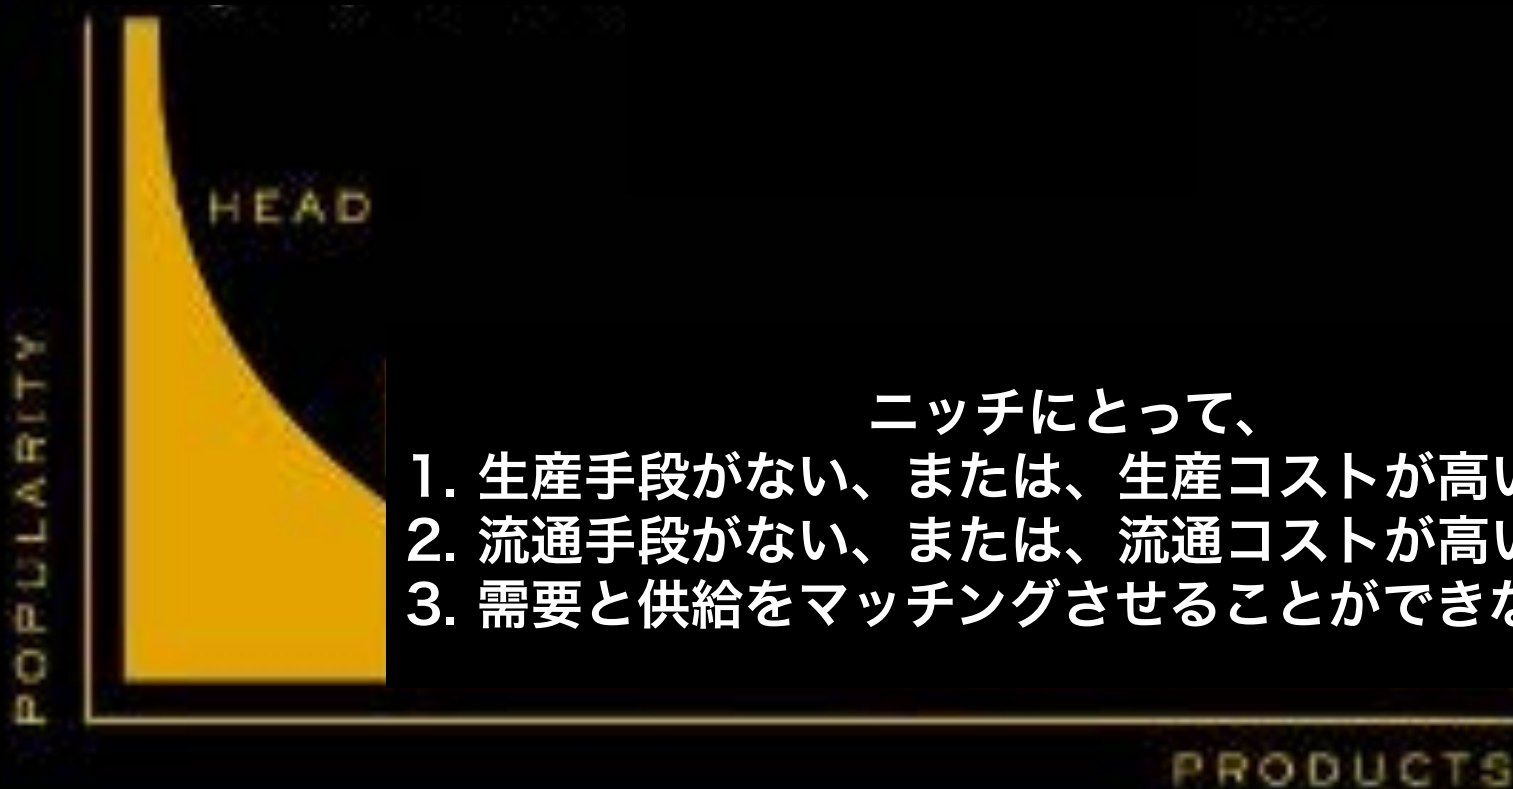 HEAD
POPULARITY
ニッチにとって、
1. 生産手段がない、または、生産コストが高い
2. 流通手段がない、または、流通コストが高い
3. 需要と供給をマッチングさせることができな
PRODUCTS